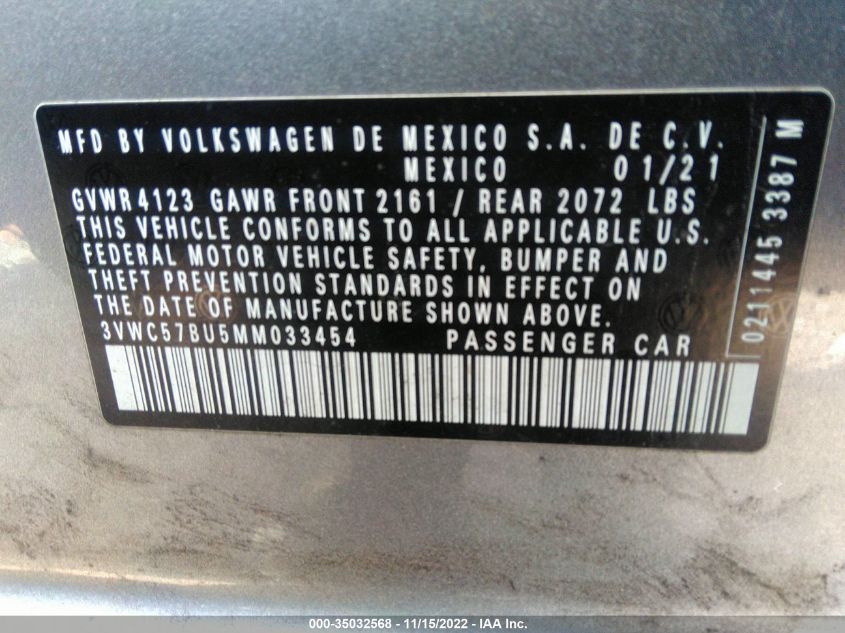 MFD BY VOLKSWAGEN DE MEXICO S.A. DE C.V.
MEXICO 01/21
GVWR 4123 GAWR FRONT 2161 / REAR 2072 LBS
THIS VEHICLE CONFORMS TO ALL APPLICABLE U.S.
FEDERAL MOTOR VEHICLE SAFETY, BUMPER AND
THEFT PREVENTION STANDARDS IN EFFECT ON
THE DATE OF MANUFACTURE SHOWN ABOVE.
3VWC57BU5MM033454 PASSENGER CAR
0211445 3387 M
000-35032568 - 11/15/2022 - IAA Inc.